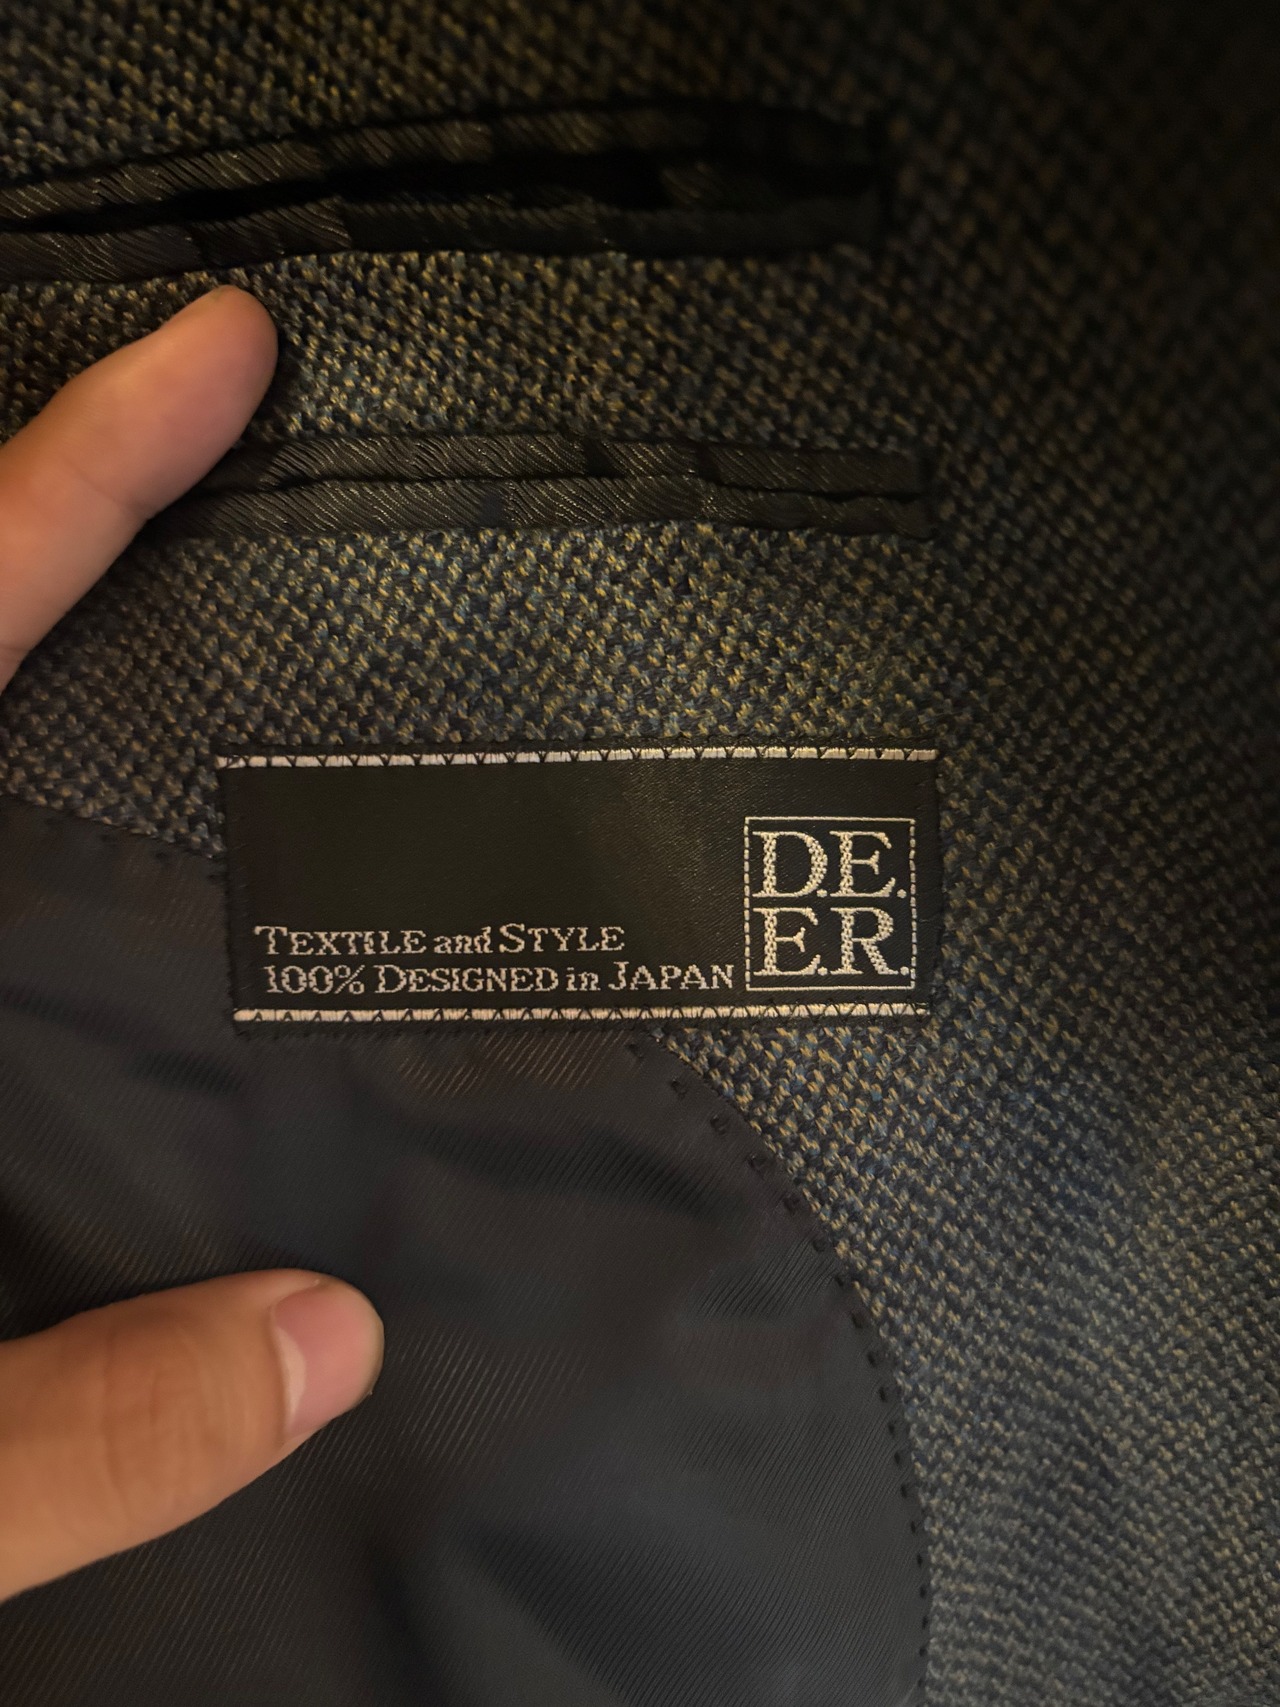 D.E.
E.R.
TEXTILE and STYLE
100% DESIGNED in JAPAN